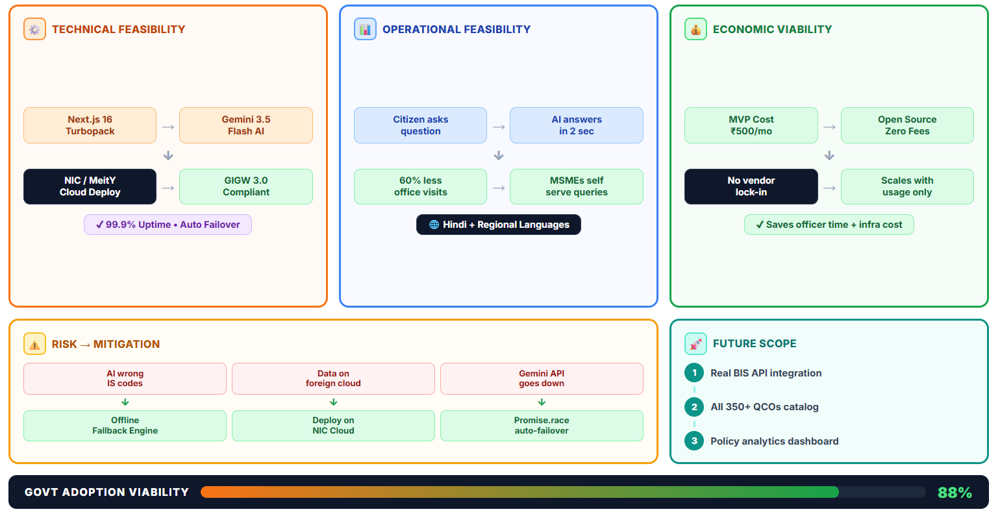 TECHNICAL FEASIBILITY
Next.js 16
Turbopack
→
Gemini 3.5
Flash AI
↓
NIC / MeitY
Cloud Deploy
→
GIGW 3.0
Compliant
✓ 99.9% Uptime • Auto Failover
OPERATIONAL FEASIBILITY
Citizen asks
question
→
AI answers
in 2 sec
↓
60% less
office visits
→
MSMEs self
serve queries
Hindi + Regional Languages
ECONOMIC VIABILITY
MVP Cost
₹500/mo
→
Open Source
Zero Fees
↓
No vendor
lock-in
→
Scales with
usage only
✓ Saves officer time + infra cost
RISK → MITIGATION
AI wrong
IS codes
↓
Offline
Fallback Engine
Data on
foreign cloud
↓
Deploy on
NIC Cloud
Gemini API
goes down
↓
Promise.race
auto-failover
FUTURE SCOPE
1 Real BIS API integration
2 All 350+ QCOs catalog
3 Policy analytics dashboard
GOVT ADOPTION VIABILITY 88%